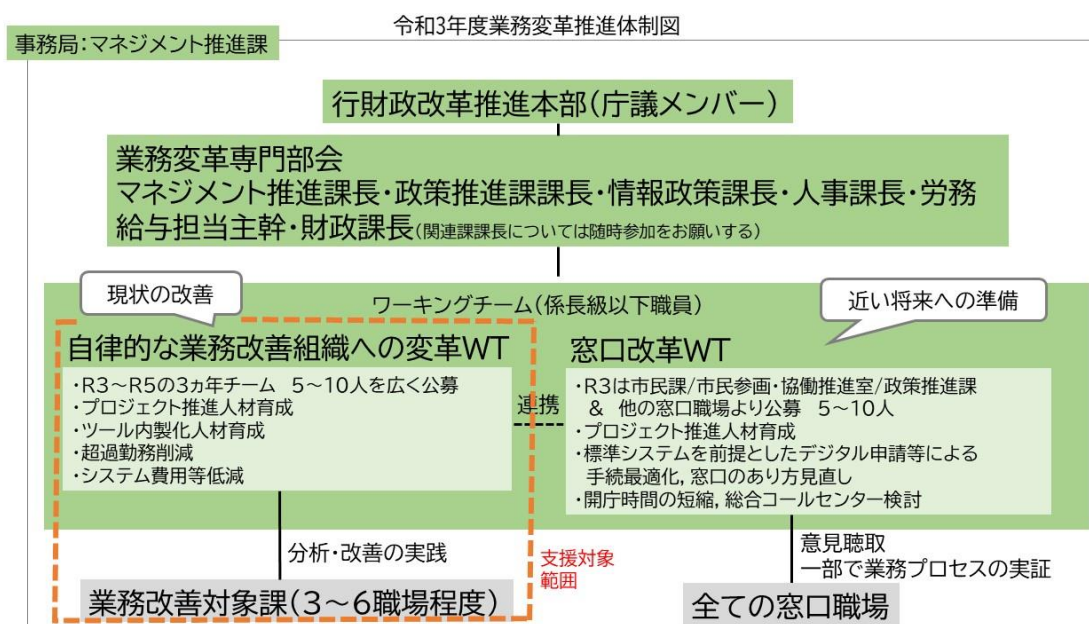 令和3年度業務変革推進体制図
事務局:マネジメント推進課
行財政改革推進本部(庁議メンバー)
業務変革専門部会
マネジメント推進課長・政策推進課課長・情報政策課長・人事課長・労務
給与担当主幹・財政課長(関連課課長については随時参加をお願いする)
現状の改善
ワーキングチーム(係長級以下職員)
近い将来への準備
自律的な業務改善組織への変革WT
・R3~R5の3ヵ年チーム 5~10人を広く公募
・プロジェクト推進人材育成
・ツール内製化人材育成
・超過勤務削減
・システム費用等低減
連携
窓口改革WT
・R3は市民課/市民参画・協働推進室/政策推進課
& 他の窓口職場より公募 5~10人
・プロジェクト推進人材育成
・標準システムを前提としたデジタル申請等による
手続最適化,窓口のあり方見直し
・開庁時間の短縮,総合コールセンター検討
分析・改善の実践
支援対象
範囲
意見聴取
一部で業務プロセスの実証
業務改善対象課(3~6職場程度)
全ての窓口職場